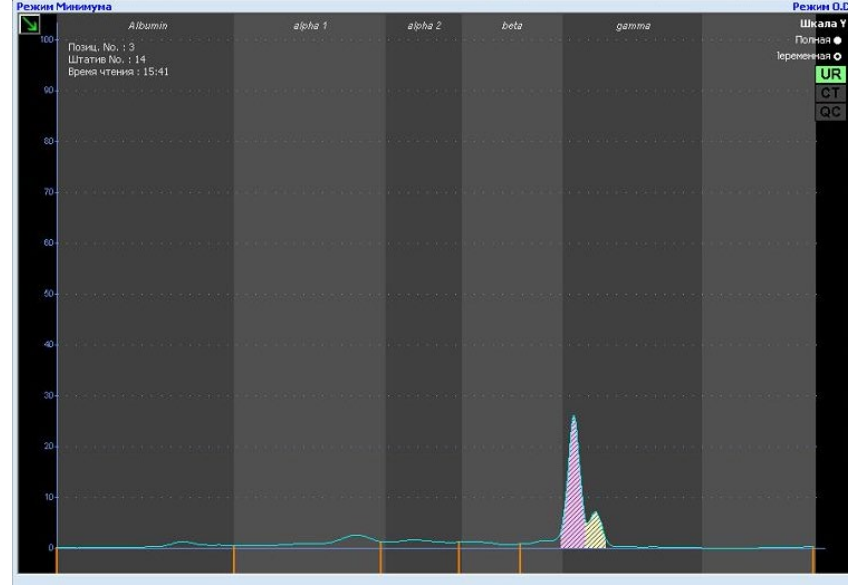 Режим Минимума Режим O.D
Albumin alpha 1 alpha 2 beta gamma Шкала Y
100 Позиц. No. : 3 Полная
Штатив No. : 14 Переменная
Время чтения : 15:41 UR
90 CT
QC
80
70
60
50
40
30
20
10
0